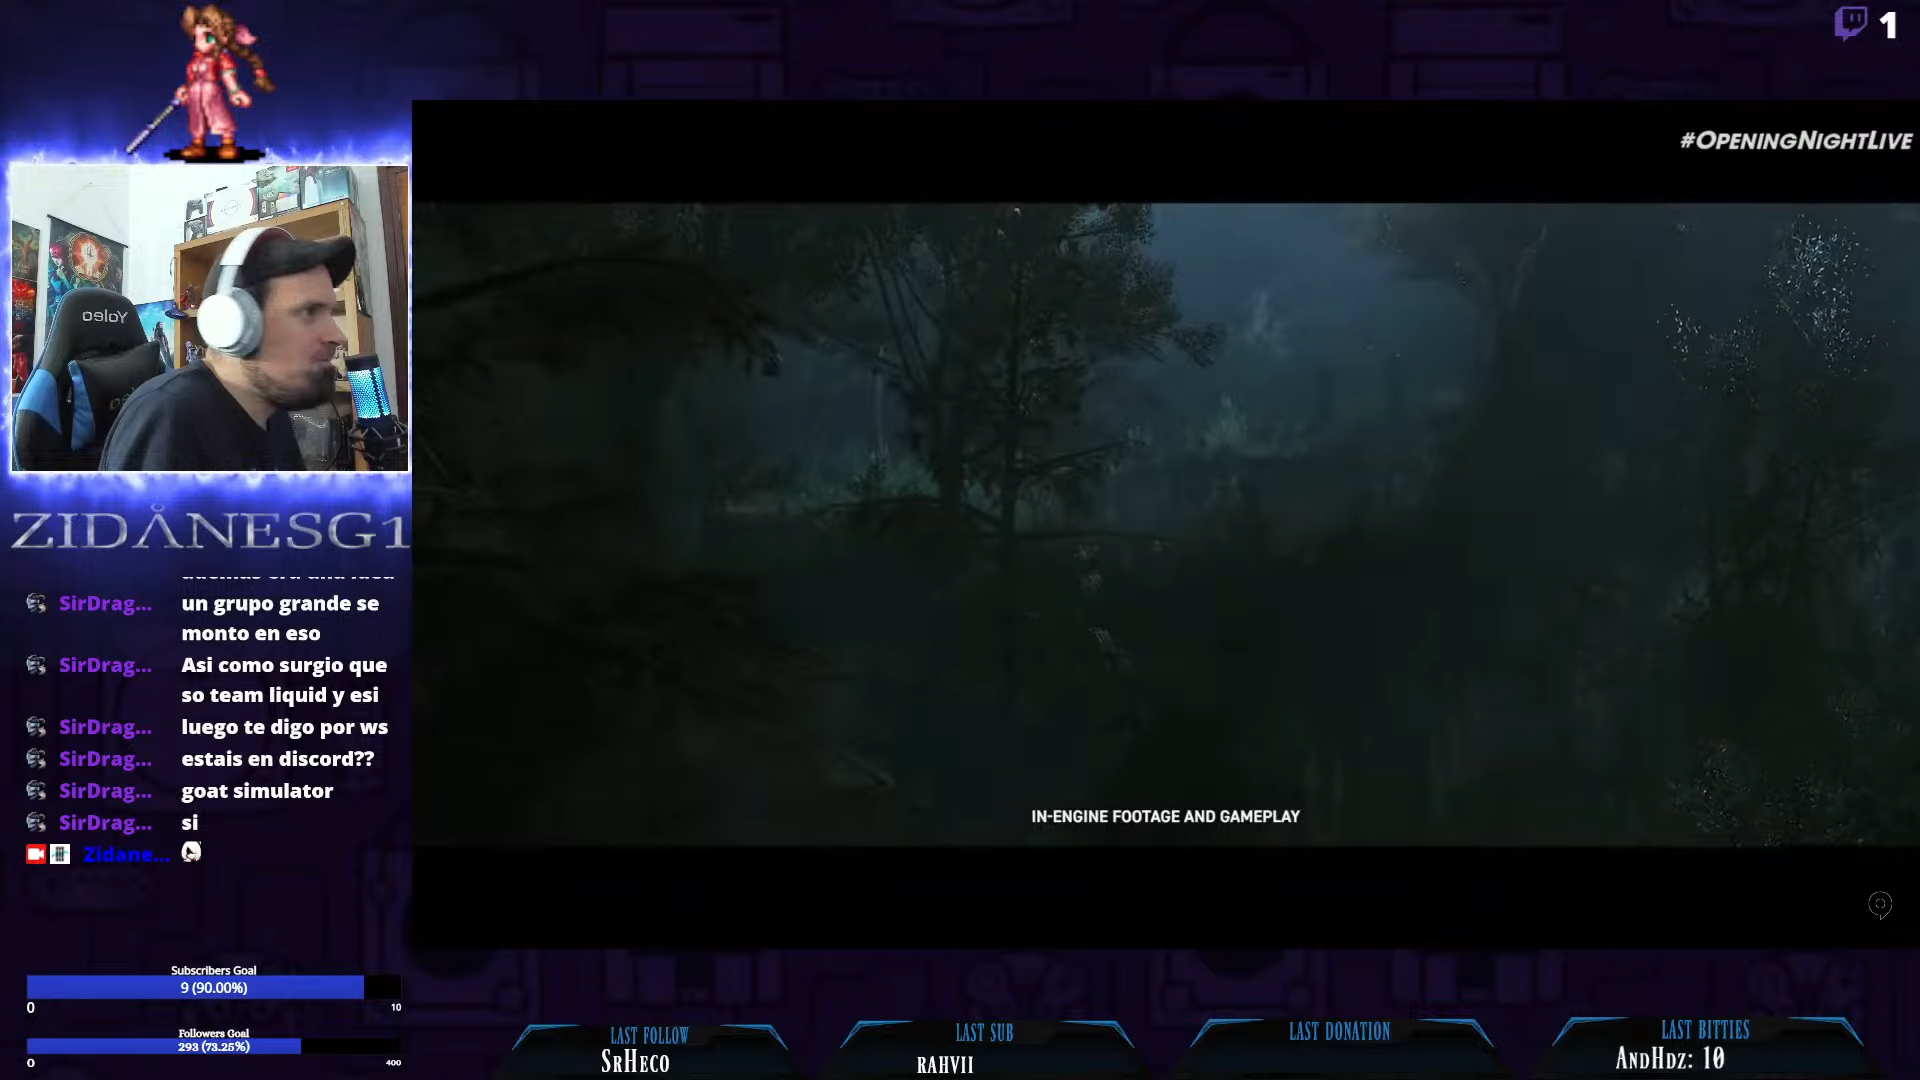 1
#OPENINGNIGHTLIVE
Yoleo
ZIDANESG1
SirDrag... un grupo grande se
monto en eso
SirDrag... Asi como surgio que
so team liquid y esi
SirDrag... luego te digo por ws
SirDrag... estais en discord??
SirDrag... goat simulator
SirDrag... si
Zidane...
IN-ENGINE FOOTAGE AND GAMEPLAY
Subscribers Goal
9 (90.00%)
0 10
Followers Goal
293 (73.25%)
0 400
LAST FOLLOW
SRHECO
LAST SUB
RAHVII
LAST DONATION
LAST BITTIES
ANDHDZ: 10